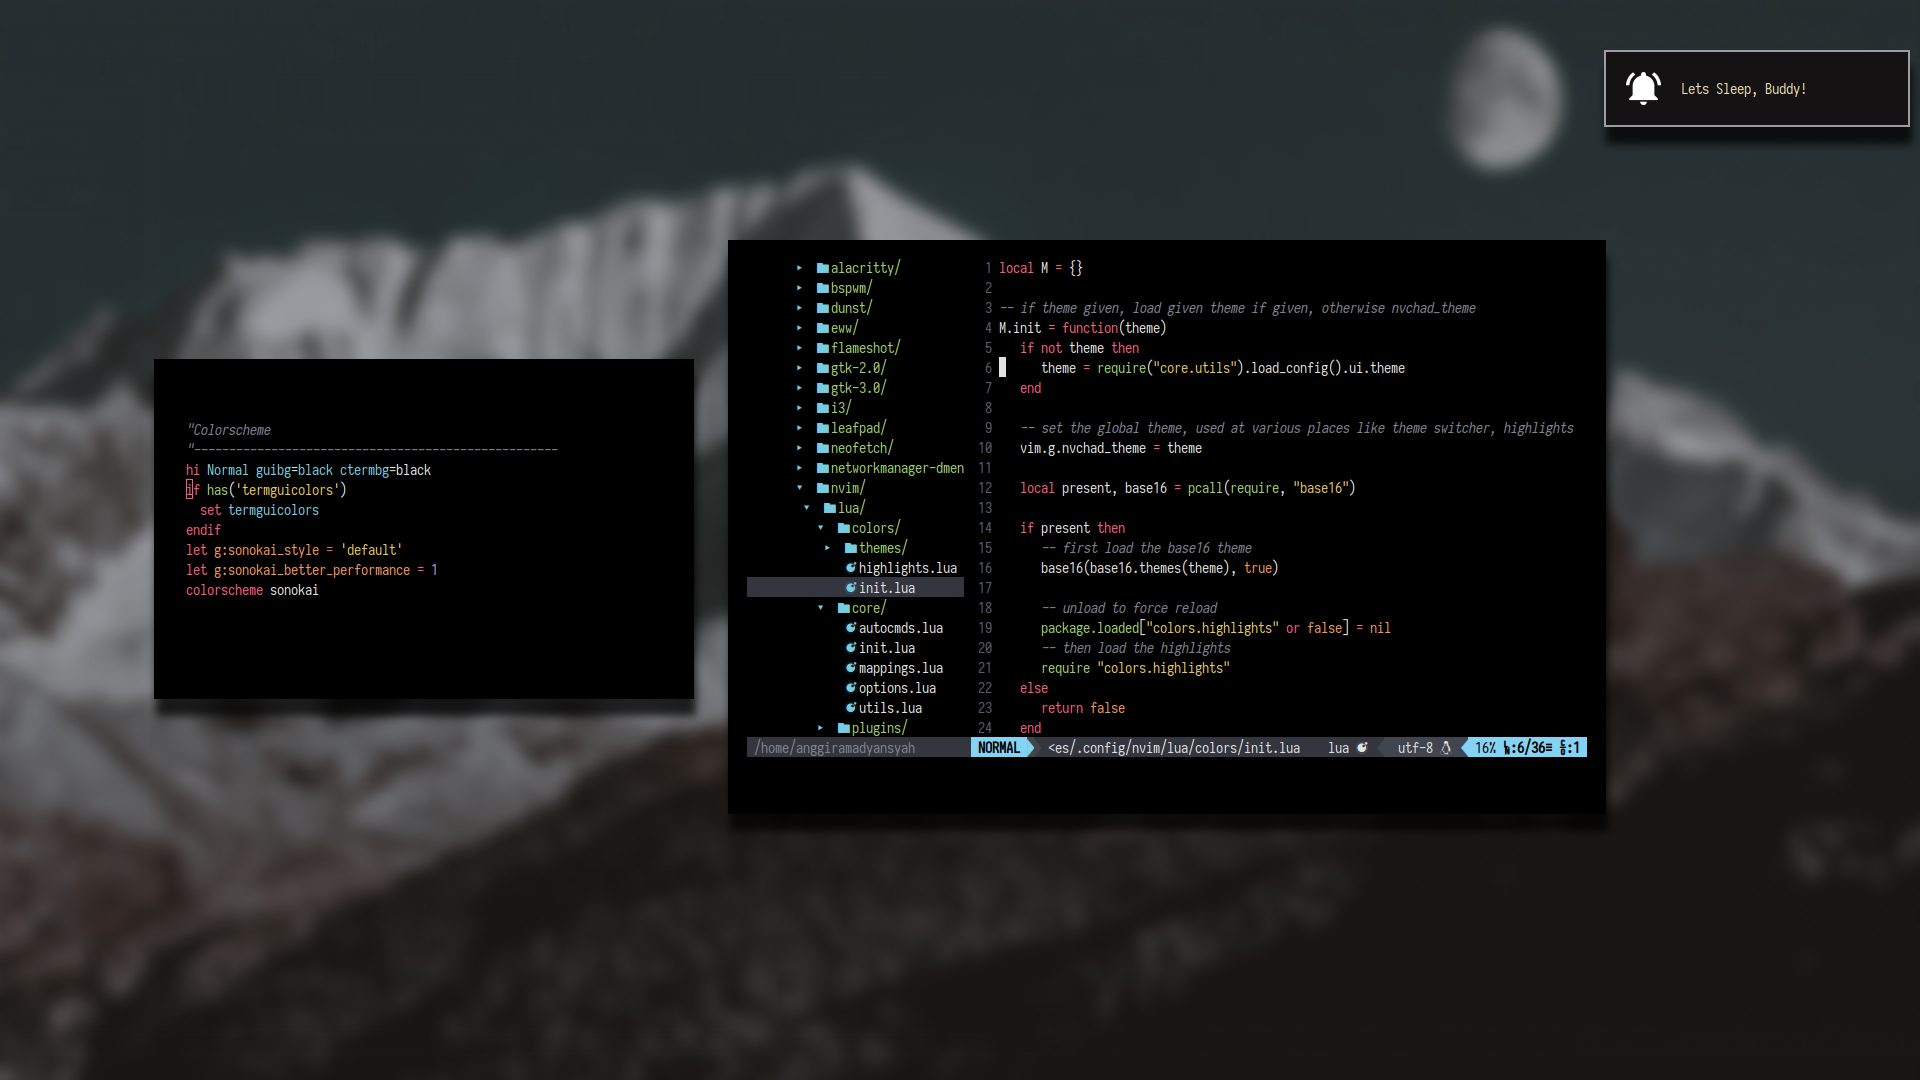 Lets Sleep, Buddy!
"Colorscheme
"----------------------------------------------------
hi Normal guibg=black ctermbg=black
if has('termguicolors')
  set termguicolors
endif
let g:sonokai_style = 'default'
let g:sonokai_better_performance = 1
colorscheme sonokai
alacritty/
bspwm/
dunst/
eww/
flameshot/
gtk-2.0/
gtk-3.0/
i3/
leafpad/
neofetch/
networkmanager-dmen
nvim/
lua/
colors/
themes/
highlights.lua
init.lua
core/
autocmds.lua
init.lua
mappings.lua
options.lua
utils.lua
plugins/
/home/anggiramadyansyah
1 local M = {}
2
3 -- if theme given, load given theme if given, otherwise nvchad_theme
4 M.init = function(theme)
5    if not theme then
6       theme = require("core.utils").load_config().ui.theme
7    end
8
9    -- set the global theme, used at various places like theme switcher, highlights
10    vim.g.nvchad_theme = theme
11
12    local present, base16 = pcall(require, "base16")
13
14    if present then
15       -- first load the base16 theme
16       base16(base16.themes(theme), true)
17
18       -- unload to force reload
19       package.loaded["colors.highlights" or false] = nil
20       -- then load the highlights
21       require "colors.highlights"
22    else
23       return false
24    end
NORMAL <es/.config/nvim/lua/colors/init.lua lua utf-8 16% :6/36≡ :1